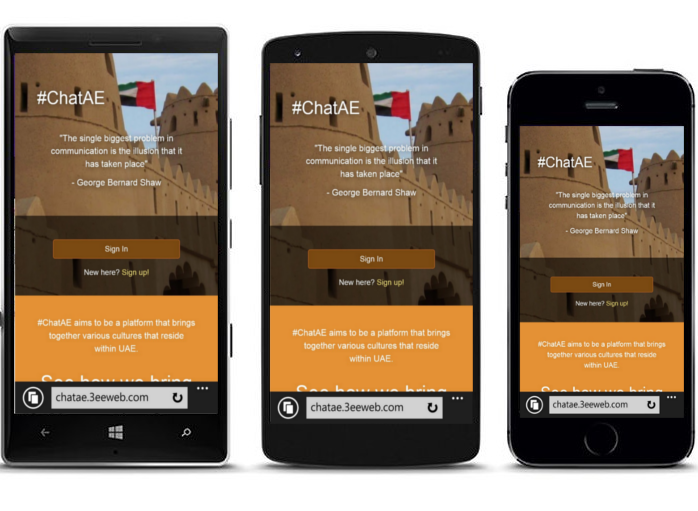 #ChatAE
"The single biggest problem in
communication is the illusion that it
has taken place"
- George Bernard Shaw
Sign In
New here? Sign up!
#ChatAE aims to be a platform that brings
together various cultures that reside
within UAE.
See how we bring
chatae.3eeweb.com
#ChatAE
"The single biggest problem in
communication is the illusion that it
has taken place"
- George Bernard Shaw
Sign In
New here? Sign up!
#ChatAE aims to be a platform that brings
together various cultures that reside
within UAE.
See how we bring
chatae.3eeweb.com
#ChatAE
"The single biggest problem in
communication is the illusion that it
has taken place"
- George Bernard Shaw
Sign In
New here? Sign up!
#ChatAE aims to be a platform that brings
together various cultures that reside
within UAE.
See how we bring
chatae.3eeweb.com